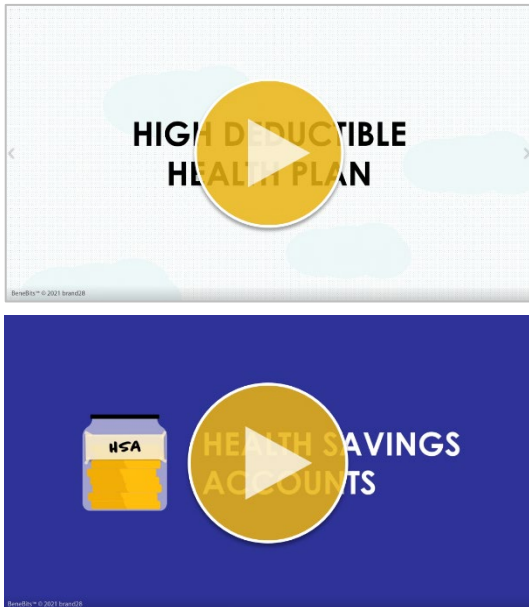 HIGH DEDUCTIBLE
HEALTH PLAN
BeneBits™ © 2021 brand28
HSA
HEALTH SAVINGS
ACCOUNTS
BeneBits™ © 2021 brand28